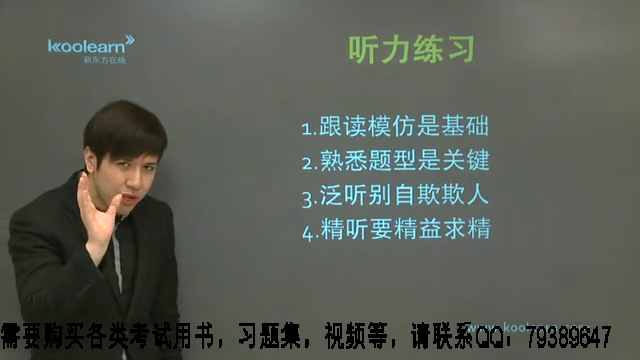 koolearn
新东方在线
听力练习
1.跟读模仿是基础
2.熟悉题型是关键
3.泛听别自欺欺人
4.精听要精益求精
需要购买各类考试用书，习题集，视频等，请联系QQ：79389647